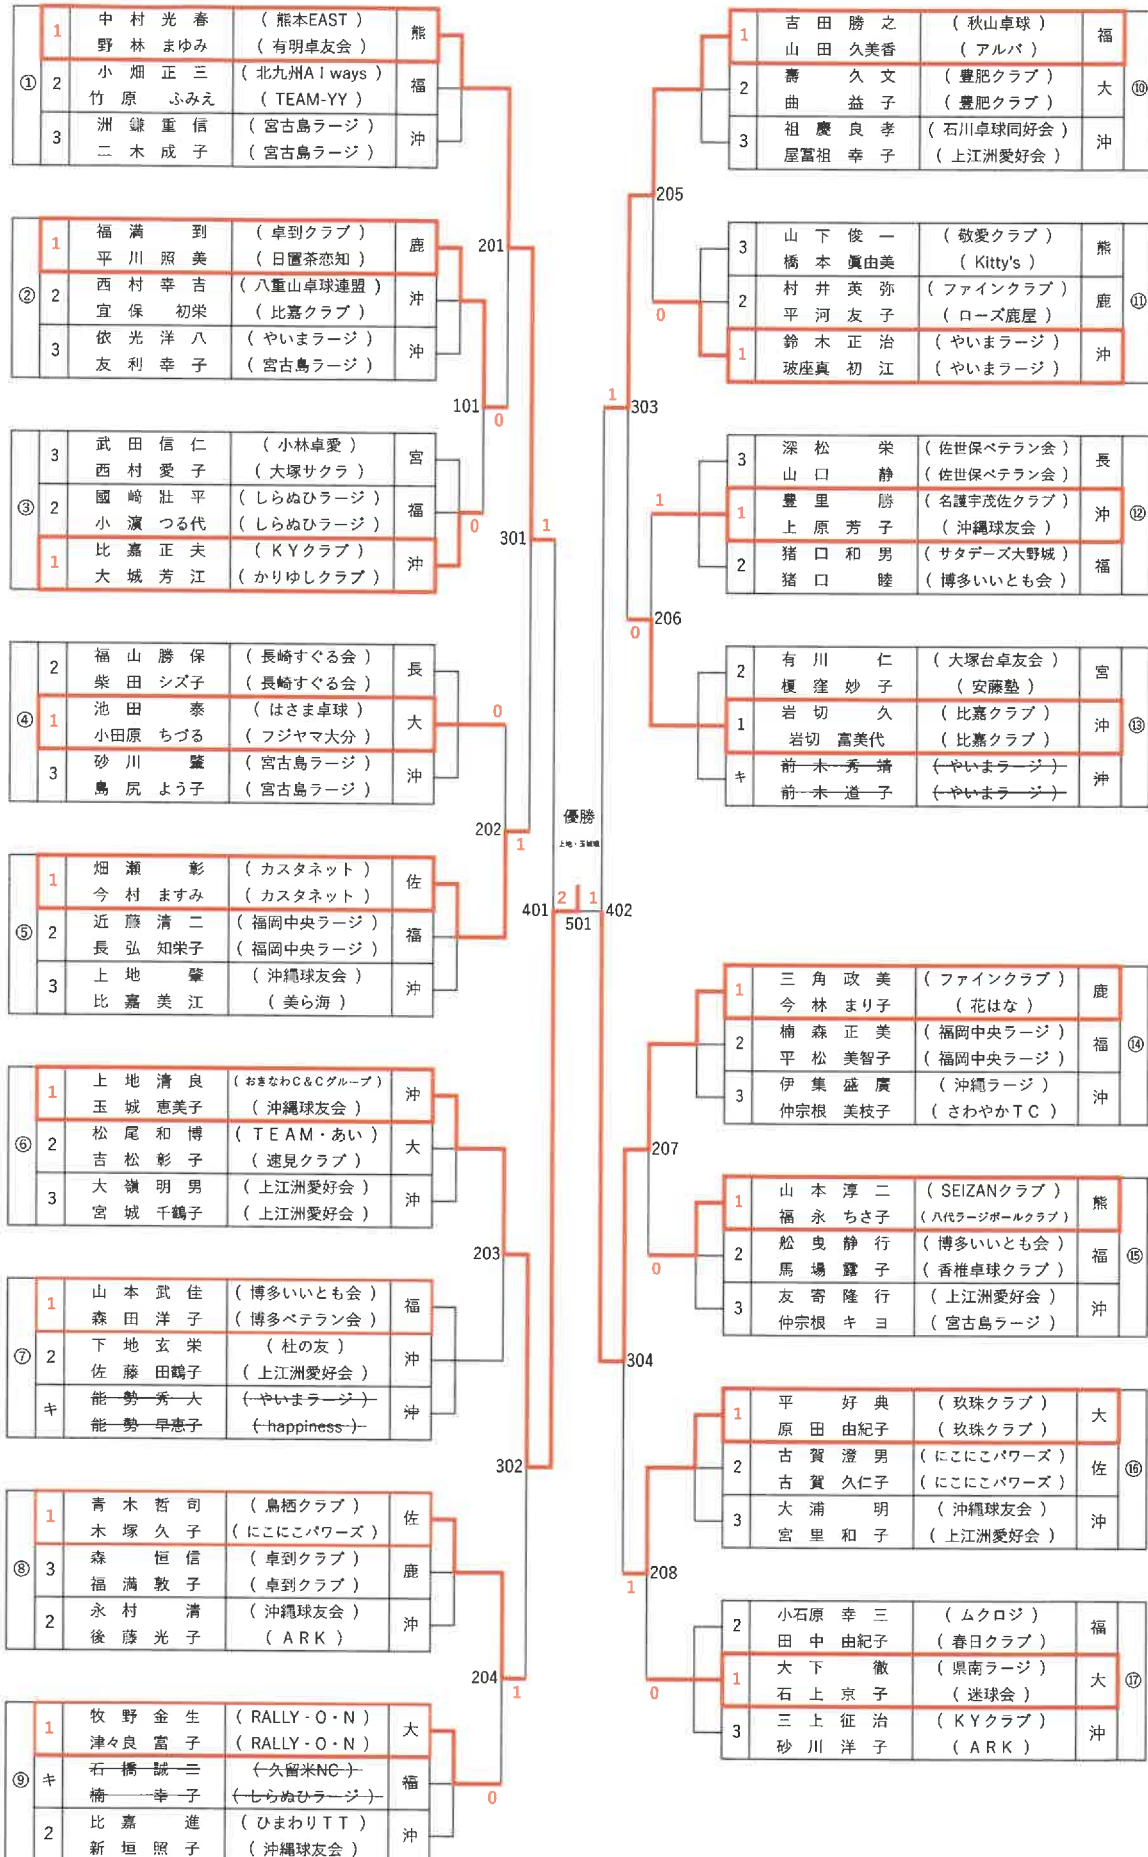 ① 1 中村光春 ( 熊本EAST ) 熊
野林 まゆみ ( 有明卓友会 )
2 小畑正三 ( 北九州Always ) 福
竹原 ふみえ ( TEAM-YY )
3 洲鎌重信 ( 宮古島ラージ ) 沖
二木成子 ( 宮古島ラージ )
② 1 福満 到 ( 卓到クラブ ) 鹿
平川照美 ( 日置茶恋知 )
2 西村幸吉 ( 八重山卓球連盟 ) 沖
宜保 初栄 ( 比嘉クラブ )
3 依光洋八 ( やいまラージ ) 沖
友利幸子 ( 宮古島ラージ )
201
101
0
③ 3 武田信仁 ( 小林卓愛 ) 宮
西村愛子 ( 大塚サクラ )
2 國﨑壯平 ( しらぬひラージ ) 福
小濵 つる代 ( しらぬひラージ )
1 比嘉正夫 ( KYクラブ ) 沖
大城芳江 ( かりゆしクラブ )
0
301
1
④ 2 福山勝保 ( 長崎すぐる会 ) 長
柴田 シズ子 ( 長崎すぐる会 )
1 池田 泰 ( はさま卓球 ) 大
小田原 ちづる ( フジヤマ大分 )
3 砂川 肇 ( 宮古島ラージ ) 沖
島尻 よう子 ( 宮古島ラージ )
0
202
1
⑤ 1 畑瀬 彰 ( カスタネット ) 佐
今村 ますみ ( カスタネット )
2 近藤清二 ( 福岡中央ラージ ) 福
長弘 知栄子 ( 福岡中央ラージ )
3 上地 肇 ( 沖縄球友会 ) 沖
比嘉美江 ( 美ら海 )
優勝
上地・玉城組
401 2 1 402
501
⑥ 1 上地清良 ( おきなわC&Cグループ ) 沖
玉城 恵美子 ( 沖縄球友会 )
2 松尾和博 ( TEAM・あい ) 大
吉松彰子 ( 速見クラブ )
3 大嶺明男 ( 上江洲愛好会 ) 沖
宮城 千鶴子 ( 上江洲愛好会 )
203
⑦ 1 山本武佳 ( 博多いいとも会 ) 福
森田洋子 ( 博多ベテラン会 )
2 下地玄栄 ( 杜の友 ) 沖
佐藤 田鶴子 ( 上江洲愛好会 )
キ 能勢秀人 ( やいまラージ ) 沖
能勢 早恵子 ( happiness )
302
⑧ 1 青木哲司 ( 鳥栖クラブ ) 佐
木塚久子 ( にこにこパワーズ )
3 森 恒信 ( 卓到クラブ ) 鹿
福満敦子 ( 卓到クラブ )
2 永村 清 ( 沖縄球友会 ) 沖
後藤光子 ( ARK )
204
1
⑨ 1 牧野金生 ( RALLY-O・N ) 大
津々良 富子 ( RALLY-O・N )
キ 石橋誠二 ( 久留米NC ) 福
楠 幸子 ( しらぬひラージ )
2 比嘉 進 ( ひまわりTT ) 沖
新垣照子 ( 沖縄球友会 )
0
1 吉田勝之 ( 秋山卓球 ) 福 ⑩
山田 久美香 ( アルバ )
2 壽 久文 ( 豊肥クラブ ) 大
曲 益子 ( 豊肥クラブ )
3 祖慶良孝 ( 石川卓球同好会 ) 沖
屋冨祖 幸子 ( 上江洲愛好会 )
205
3 山下俊一 ( 敬愛クラブ ) 熊 ⑪
橋本 眞由美 ( Kitty's )
2 村井英弥 ( ファインクラブ ) 鹿
平河友子 ( ローズ鹿屋 )
1 鈴木正治 ( やいまラージ ) 沖
玻座真 初江 ( やいまラージ )
0
1
303
3 深松 栄 ( 佐世保ベテラン会 ) 長 ⑫
山口 静 ( 佐世保ベテラン会 )
1 豊里 勝 ( 名護宇茂佐クラブ ) 沖
上原芳子 ( 沖縄球友会 )
2 猪口和男 ( サタデーズ大野城 ) 福
猪口 睦 ( 博多いいとも会 )
1
206
0
2 有川 仁 ( 大塚台卓友会 ) 宮 ⑬
榎窪妙子 ( 安藤塾 )
1 岩切 久 ( 比嘉クラブ ) 沖
岩切 富美代 ( 比嘉クラブ )
キ 前木秀靖 ( やいまラージ ) 沖
前木道子 ( やいまラージ )
1 三角政美 ( ファインクラブ ) 鹿 ⑭
今林 まり子 ( 花はな )
2 楠森正美 ( 福岡中央ラージ ) 福
平松 美智子 ( 福岡中央ラージ )
3 伊集盛廣 ( 沖縄ラージ ) 沖
仲宗根 美枝子 ( さわやかTC )
207
1 山本淳二 ( SEIZANクラブ ) 熊 ⑮
福永 ちさ子 ( 八代ラージボールクラブ )
2 舩曳静行 ( 博多いいとも会 ) 福
馬場露子 ( 香椎卓球クラブ )
3 友寄隆行 ( 上江洲愛好会 ) 沖
仲宗根 キヨ ( 宮古島ラージ )
0
304
1 平 好典 ( 玖珠クラブ ) 大 ⑯
原田 由紀子 ( 玖珠クラブ )
2 古賀澄男 ( にこにこパワーズ ) 佐
古賀 久仁子 ( にこにこパワーズ )
3 大浦 明 ( 沖縄球友会 ) 沖
宮里和子 ( 上江洲愛好会 )
208
1
2 小石原 幸三 ( ムクロジ ) 福 ⑰
田中 由紀子 ( 春日クラブ )
1 大下 徹 ( 県南ラージ ) 大
石上京子 ( 迷球会 )
3 三上征治 ( KYクラブ ) 沖
砂川洋子 ( ARK )
0